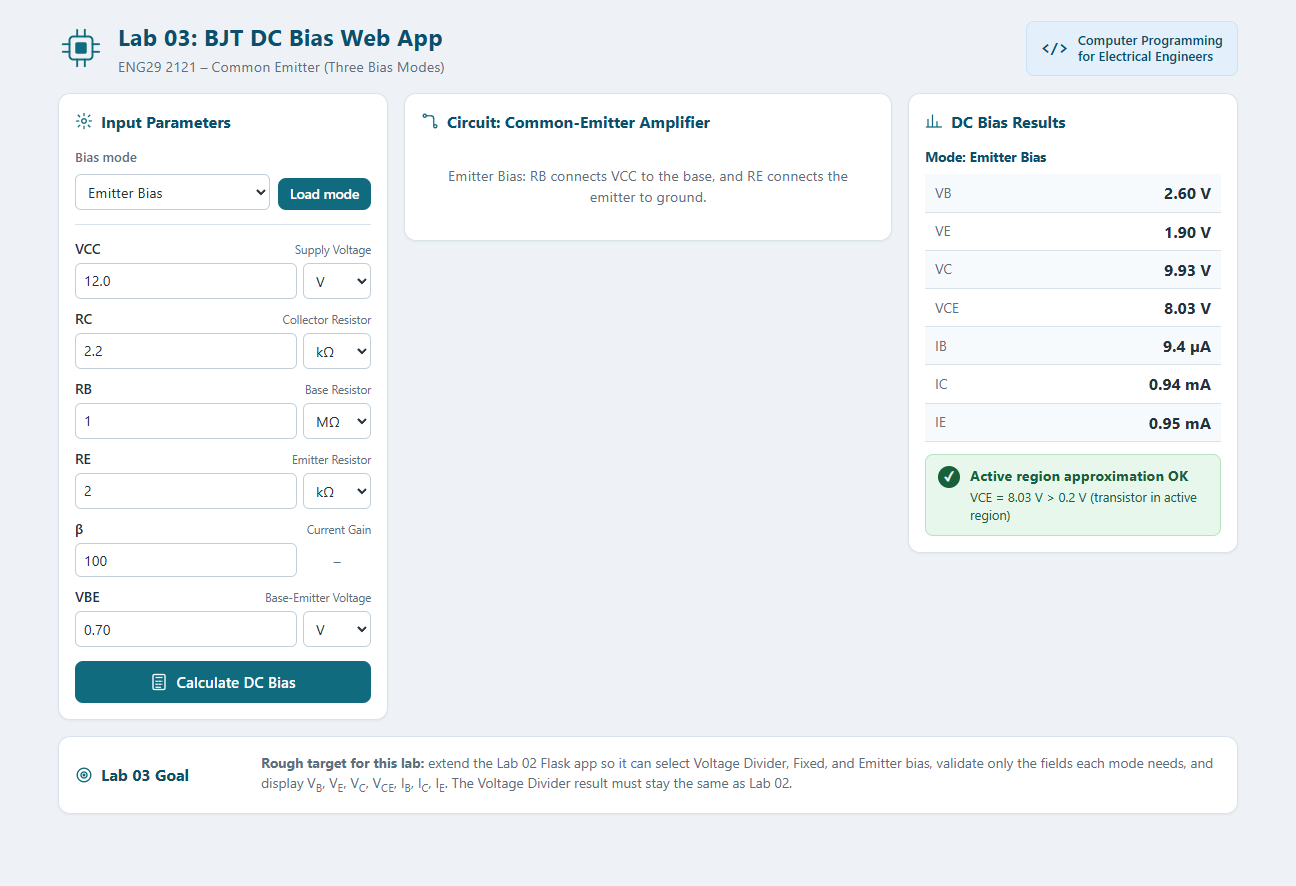 Lab 03: BJT DC Bias Web App
ENG29 2121 – Common Emitter (Three Bias Modes)
</> Computer Programming
for Electrical Engineers
Input Parameters
Bias mode
Emitter Bias
Load mode
VCC Supply Voltage
12.0 V
RC Collector Resistor
2.2 kΩ
RB Base Resistor
1 MΩ
RE Emitter Resistor
2 kΩ
β Current Gain
100 –
VBE Base-Emitter Voltage
0.70 V
Calculate DC Bias
Circuit: Common-Emitter Amplifier
Emitter Bias: RB connects VCC to the base, and RE connects the
emitter to ground.
DC Bias Results
Mode: Emitter Bias
VB 2.60 V
VE 1.90 V
VC 9.93 V
VCE 8.03 V
IB 9.4 µA
IC 0.94 mA
IE 0.95 mA
Active region approximation OK
VCE = 8.03 V > 0.2 V (transistor in active
region)
Lab 03 Goal
Rough target for this lab: extend the Lab 02 Flask app so it can select Voltage Divider, Fixed, and Emitter bias, validate only the fields each mode needs, and
display VB, VE, VC, VCE, IB, IC, IE. The Voltage Divider result must stay the same as Lab 02.